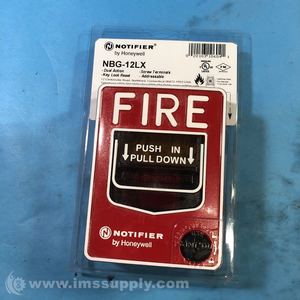 NOTIFIER
by Honeywell
NBG-12LX
- Dual Action
- Key Lock Reset
- Screw Terminals
- Addressable
FIRE
PUSH IN
PULL DOWN
NOTIFIER
by Honeywell
© www.imssupply.com